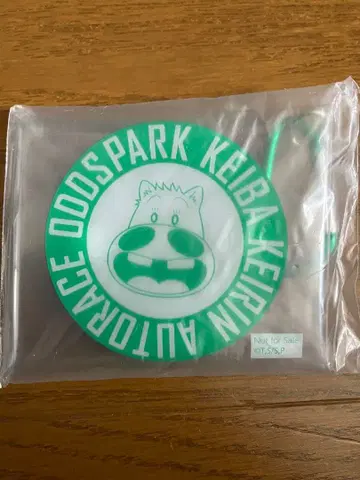 ODDSPARK KEIBA KEIRIN AUTORACE
Not for Sale